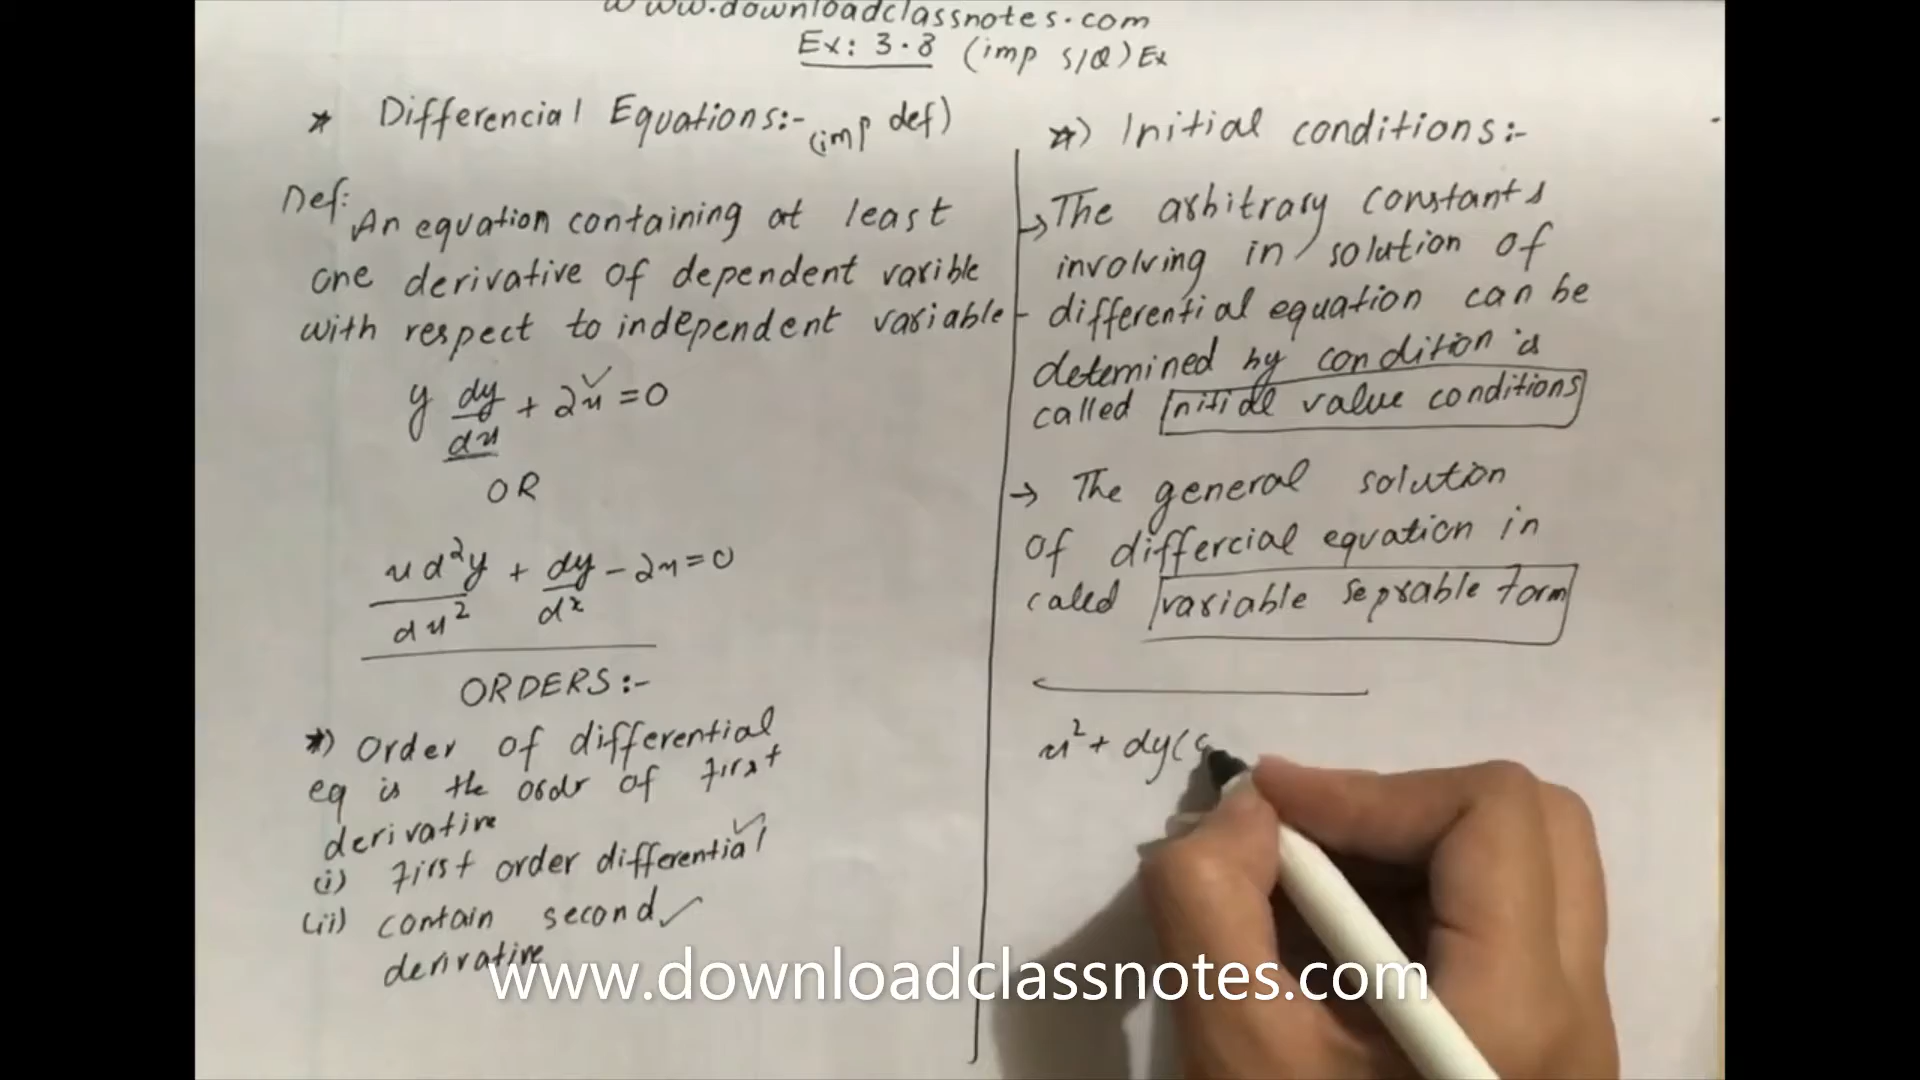 www.downloadclassnotes.com
Ex: 3.8 (imp S/Q) Ex
* Differencial Equations:- (imp def)
Def: An equation containing at least
one derivative of dependent varible
with respect to independent variable
y dy/dx + 2x = 0
OR
x d²y/dx² + dy/dx - 2x = 0
ORDERS:-
*) Order of differential
eq is the order of first
derivative
(i) First order differential
(ii) contain second
derivative
*) Initial conditions:-
→ The arbitrary constants
involving in solution of
differential equation can be
detemined by condition is
called initial value conditions
→ The general solution
of differcial equation in
called variable seprable form
x² + dy(
www.downloadclassnotes.com